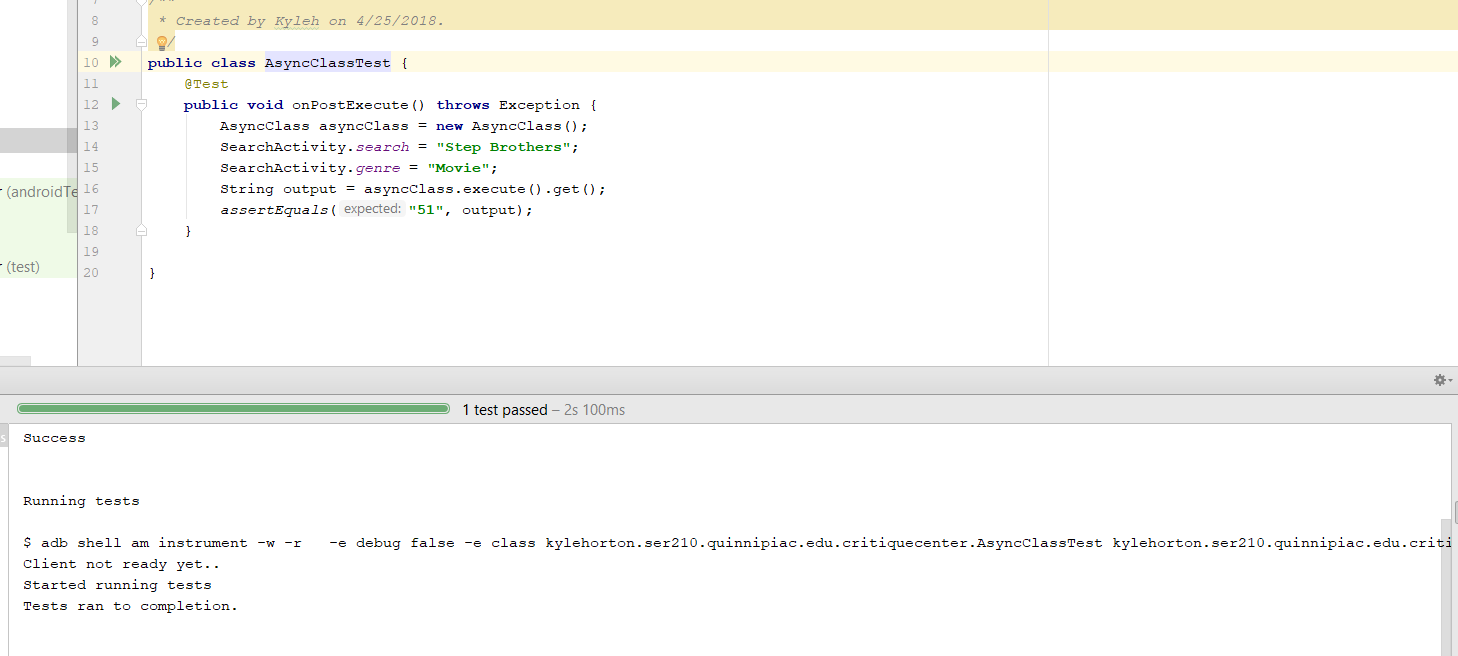 7 /**
8 * Created by Kyleh on 4/25/2018.
9 */
10 public class AsyncClassTest {
11 @Test
12 public void onPostExecute() throws Exception {
13 AsyncClass asyncClass = new AsyncClass();
14 SearchActivity.search = "Step Brothers";
15 SearchActivity.genre = "Movie";
(androidTe 16 String output = asyncClass.execute().get();
17 assertEquals( expected: "51", output);
18 }
19
(test) 20 }
1 test passed – 2s 100ms
s Success
Running tests
$ adb shell am instrument -w -r -e debug false -e class kylehorton.ser210.quinnipiac.edu.critiquecenter.AsyncClassTest kylehorton.ser210.quinnipiac.edu.criti
Client not ready yet..
Started running tests
Tests ran to completion.